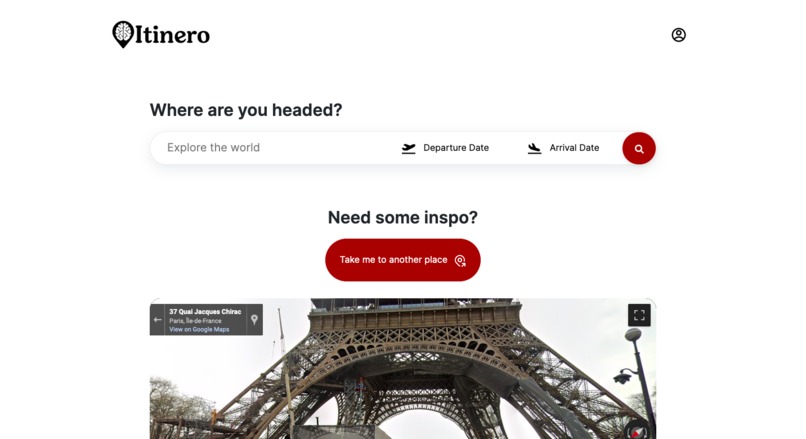 Itinero
Where are you headed?
Explore the world
Departure Date
Arrival Date
Need some inspo?
Take me to another place
37 Quai Jacques Chirac
Paris, Île-de-France
View on Google Maps